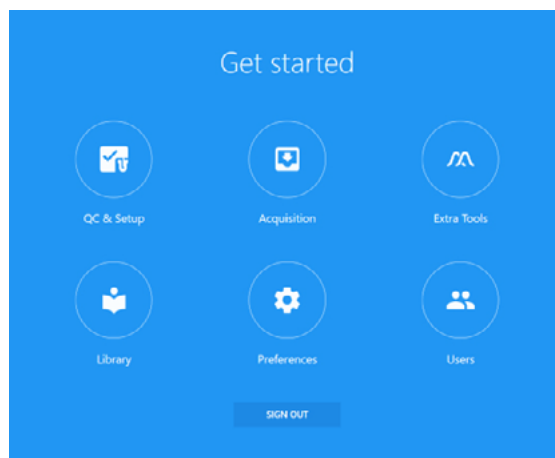 Get started
QC & Setup
Acquisition
Extra Tools
Library
Preferences
Users
SIGN OUT